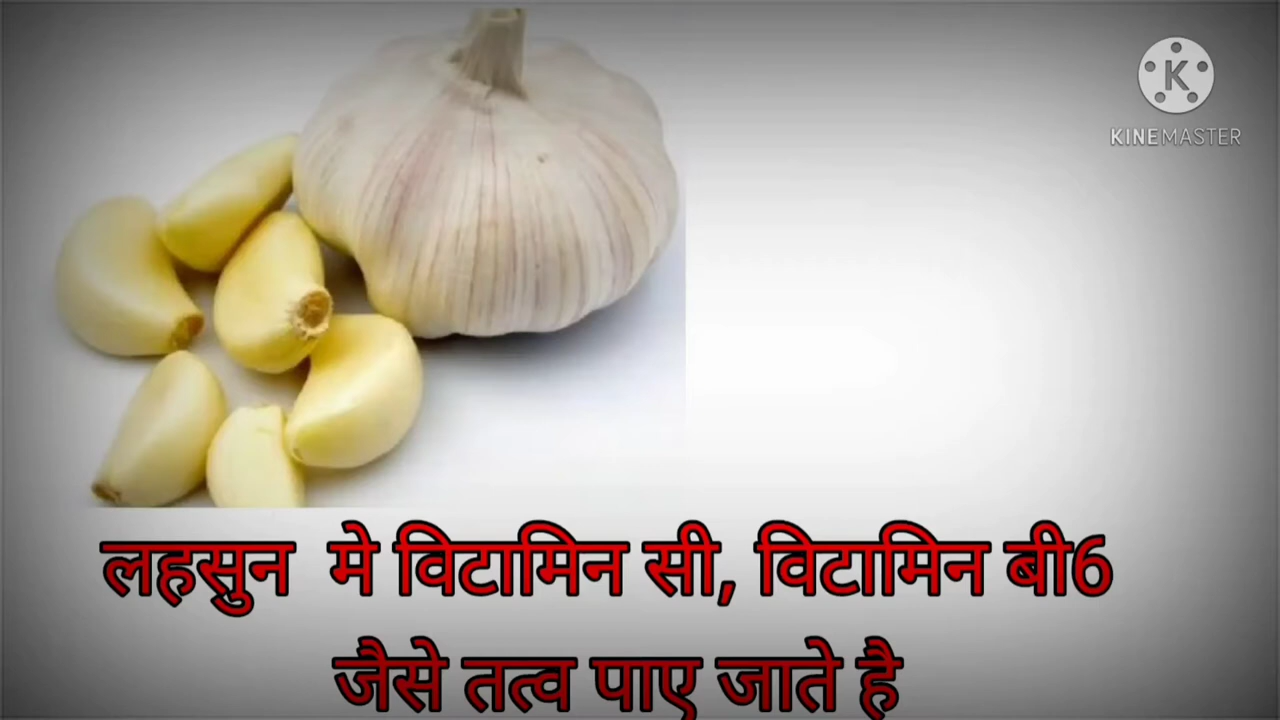 K
KINEMASTER
लहसुन मे विटामिन सी, विटामिन बी6
जैसे तत्व पाए जाते है